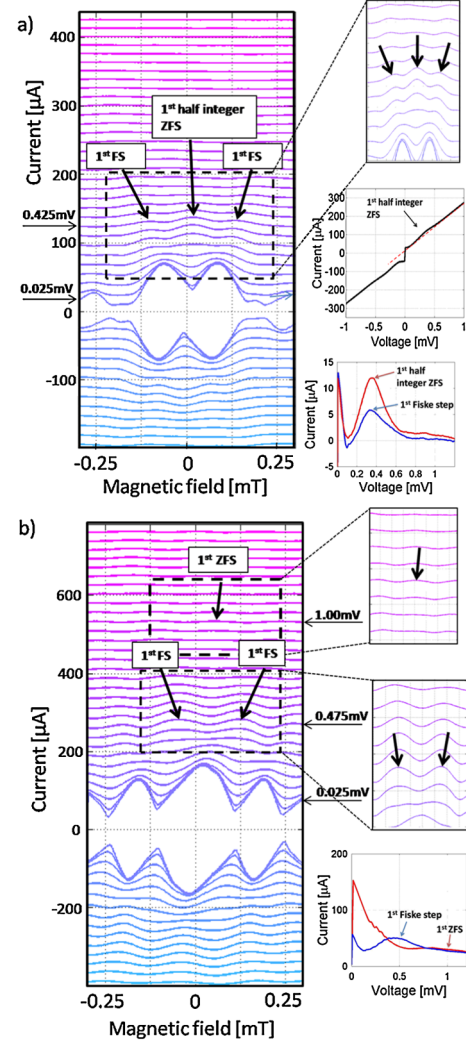 a)
400
300
200
100
0
-100
Current [µA]
1st half integer
ZFS
1st FS
1st FS
0.425mV
0.025mV
-0.25
0
0.25
Magnetic field [mT]
300
200
100
0
-100
-200
-300
Current [µA]
1st half integer
ZFS
-1
-0.5
0
0.5
1
Voltage [mV]
15
10
5
0
-5
Current [µA]
1st half
integer ZFS
1st Fiske step
0
0.2
0.4
0.6
0.8
1
Voltage [mV]
b)
600
400
200
0
-200
Current [µA]
1st ZFS
1st FS
1st FS
1.00mV
0.475mV
0.025mV
-0.25
0
0.25
Magnetic field [mT]
200
100
50
0
Current [µA]
1st Fiske step
1st ZFS
0
0.5
1
Voltage [mV]